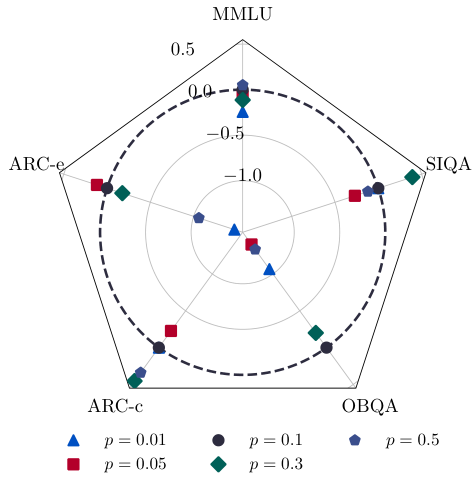 MMLU
0.5
0.0
ARC-e
SIQA
−0.5
−1.0
ARC-c
OBQA
p = 0.01
p = 0.1
p = 0.5
p = 0.05
p = 0.3